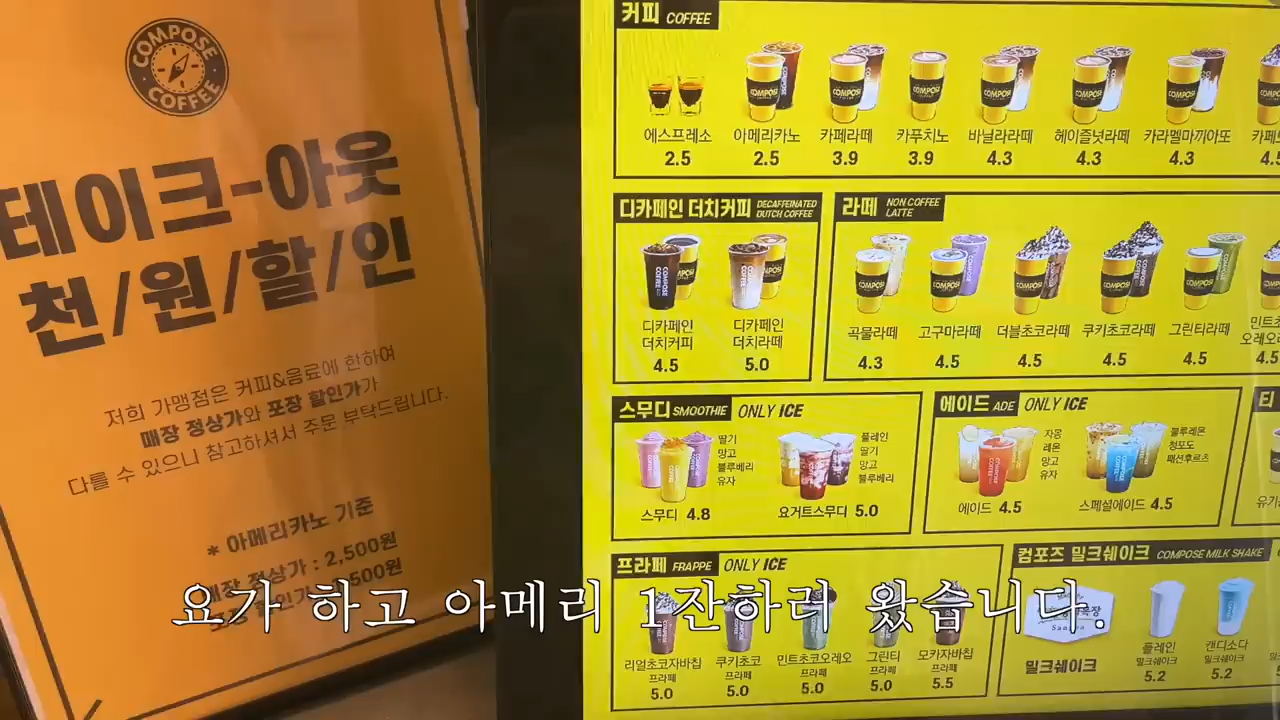 COMPOSE
COFFEE
테이크-아웃
천/원/할/인
저희 가맹점은 커피&음료에 한하여
매장 정상가와 포장 할인가가
다를 수 있으니 참고하셔서 주문 부탁드립니다.
* 아메리카노 기준
매장 정상가 : 2,500원
커피 COFFEE
에스프레소 아메리카노 카페라떼 카푸치노 바닐라라떼 헤이즐넛라떼 카라멜마끼아또
2.5 2.5 3.9 3.9 4.3 4.3 4.3
디카페인 더치커피 DECAFFEINATED DUTCH COFFEE
디카페인 더치커피 4.5
디카페인 더치라떼 5.0
라떼 NON COFFEE LATTE
곡물라떼 고구마라떼 더블초코라떼 쿠키초코라떼 그린티라떼
4.3 4.5 4.5 4.5 4.5
스무디 SMOOTHIE ONLY ICE
딸기
망고
블루베리
유자
스무디 4.8
플레인
딸기
망고
블루베리
요거트스무디 5.0
에이드 ADE ONLY ICE
자몽
레몬
망고
유자
에이드 4.5
블루레몬
청포도
패션후르츠
스페셜에이드 4.5
티
프라페 FRAPPE ONLY ICE
리얼초코자바칩 프라페 5.0
쿠키초코 프라페 5.0
민트초코오레오 프라페 5.0
그린티 프라페 5.0
모카자바칩 프라페 5.5
컴포즈 밀크쉐이크 COMPOSE MILK SHAKE
밀크쉐이크
플레인 밀크쉐이크 5.2
캔디소다 밀크쉐이크 5.2
요가 하고 아메리 1잔하러 왔습니다.